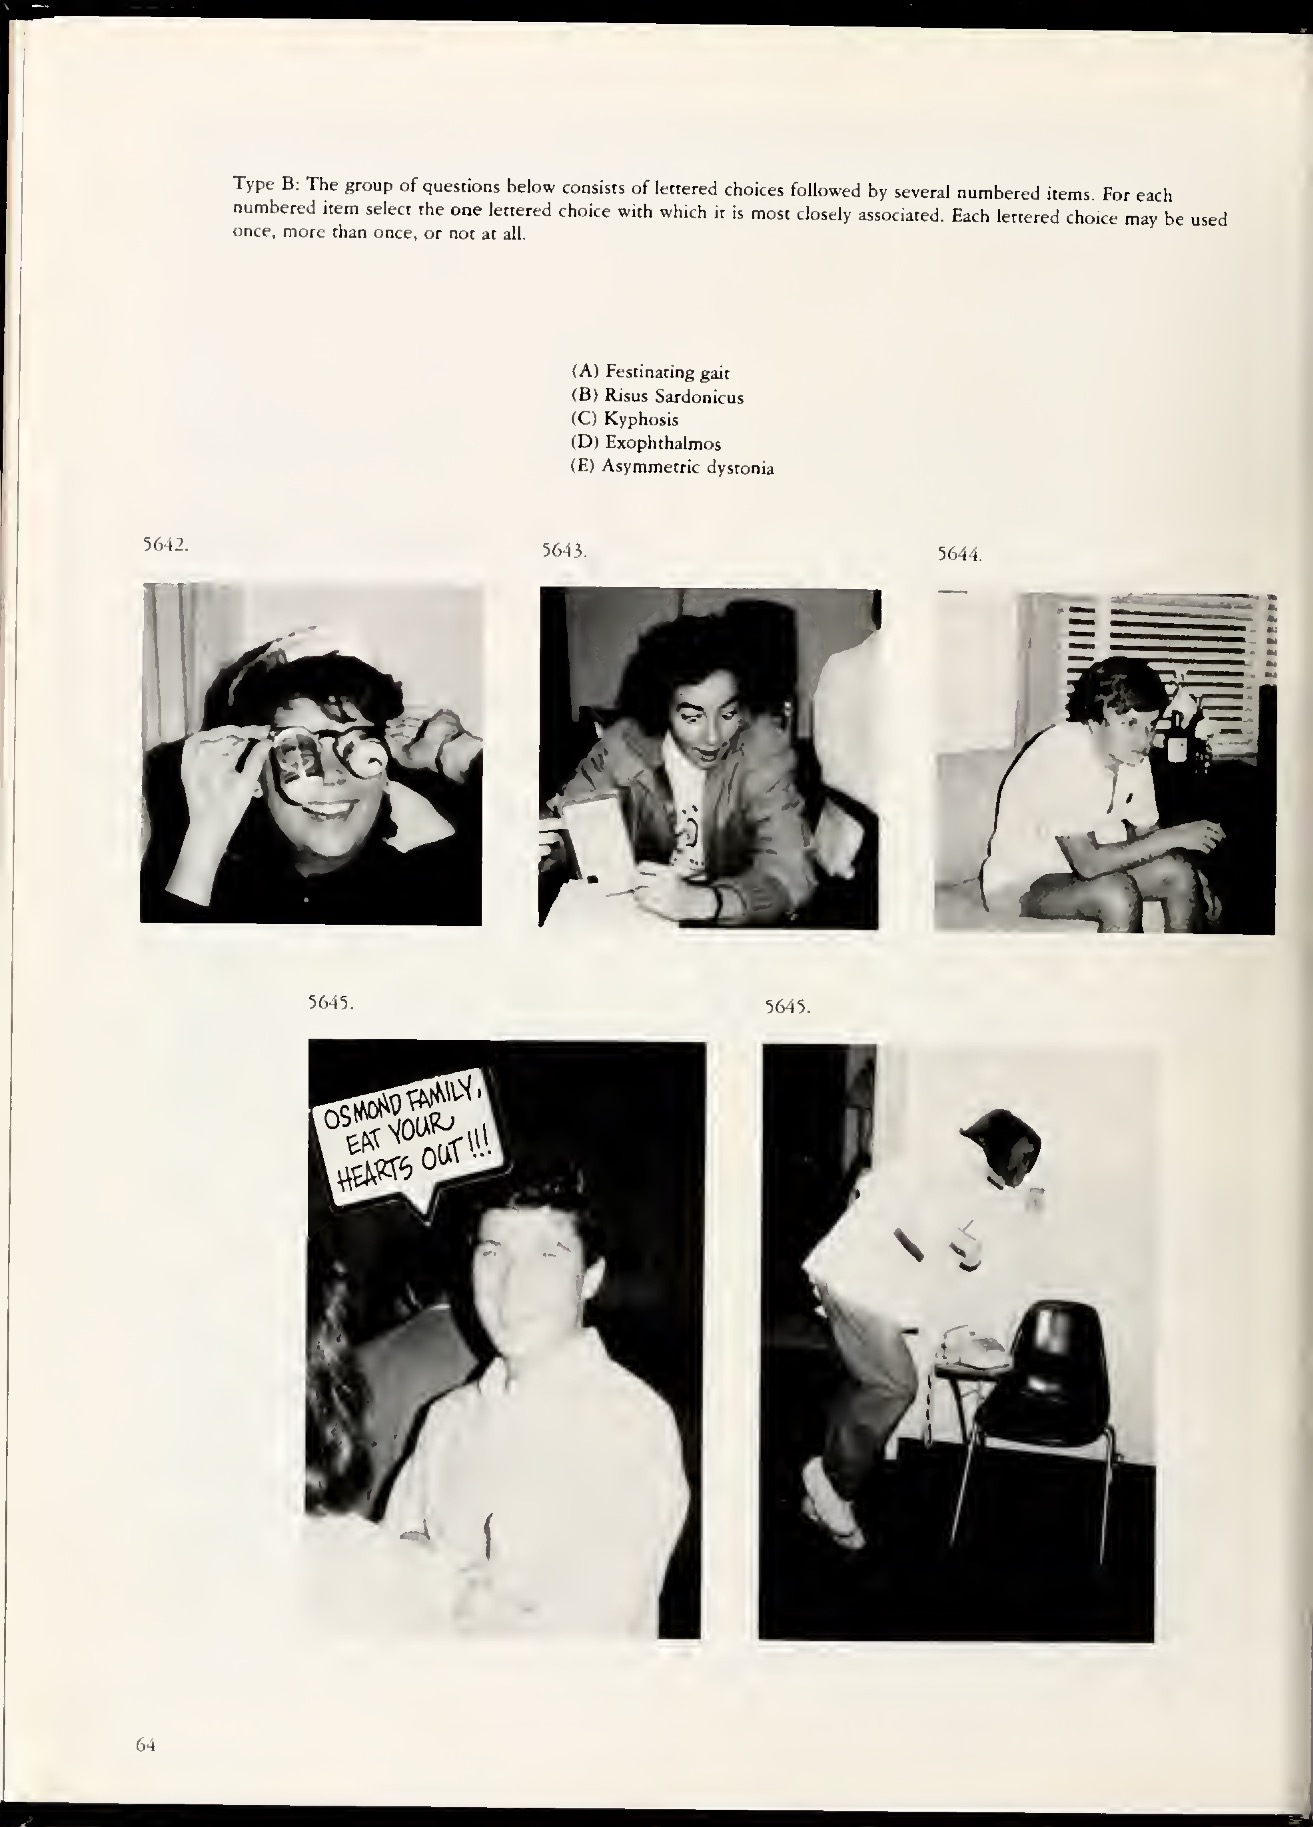 Type B: The group of questions below consists of lettered choices followed by several numbered items. For each
numbered item select the one lettered choice with which it is most closely associated. Each lettered choice may be used
once, more than once, or not at all.
(A) Festinating gait
(B) Risus Sardonicus
(C) Kyphosis
(D) Exophthalmos
(E) Asymmetric dystonia
5642.
5643.
5644.
5645.
5645.
OSMOND FAMILY,
EAT YOUR
HEARTS OUT!!!
64